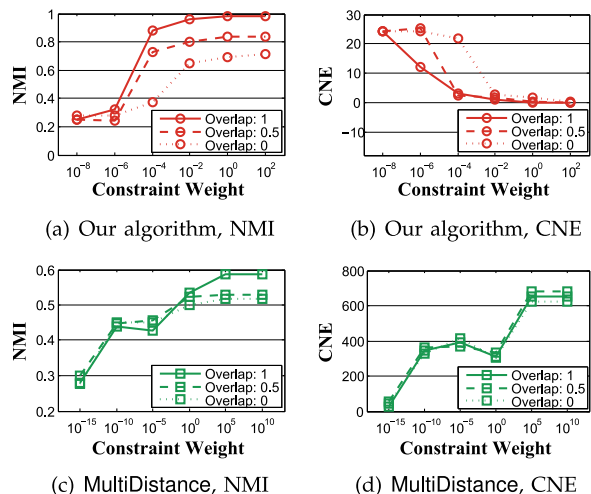 1
0.8
0.6
0.4
0.2
0
NMI
10^-8 10^-6 10^-4 10^-2 10^0 10^2
Constraint Weight
Overlap: 1
Overlap: 0.5
Overlap: 0
(a) Our algorithm, NMI
30
20
10
0
−10
CNE
10^-8 10^-6 10^-4 10^-2 10^0 10^2
Constraint Weight
Overlap: 1
Overlap: 0.5
Overlap: 0
(b) Our algorithm, CNE
0.6
0.5
0.4
0.3
0.2
NMI
10^-15 10^-10 10^-5 10^0 10^5 10^10
Constraint Weight
Overlap: 1
Overlap: 0.5
Overlap: 0
(c) MultiDistance, NMI
800
600
400
200
0
CNE
10^-15 10^-10 10^-5 10^0 10^5 10^10
Constraint Weight
Overlap: 1
Overlap: 0.5
Overlap: 0
(d) MultiDistance, CNE